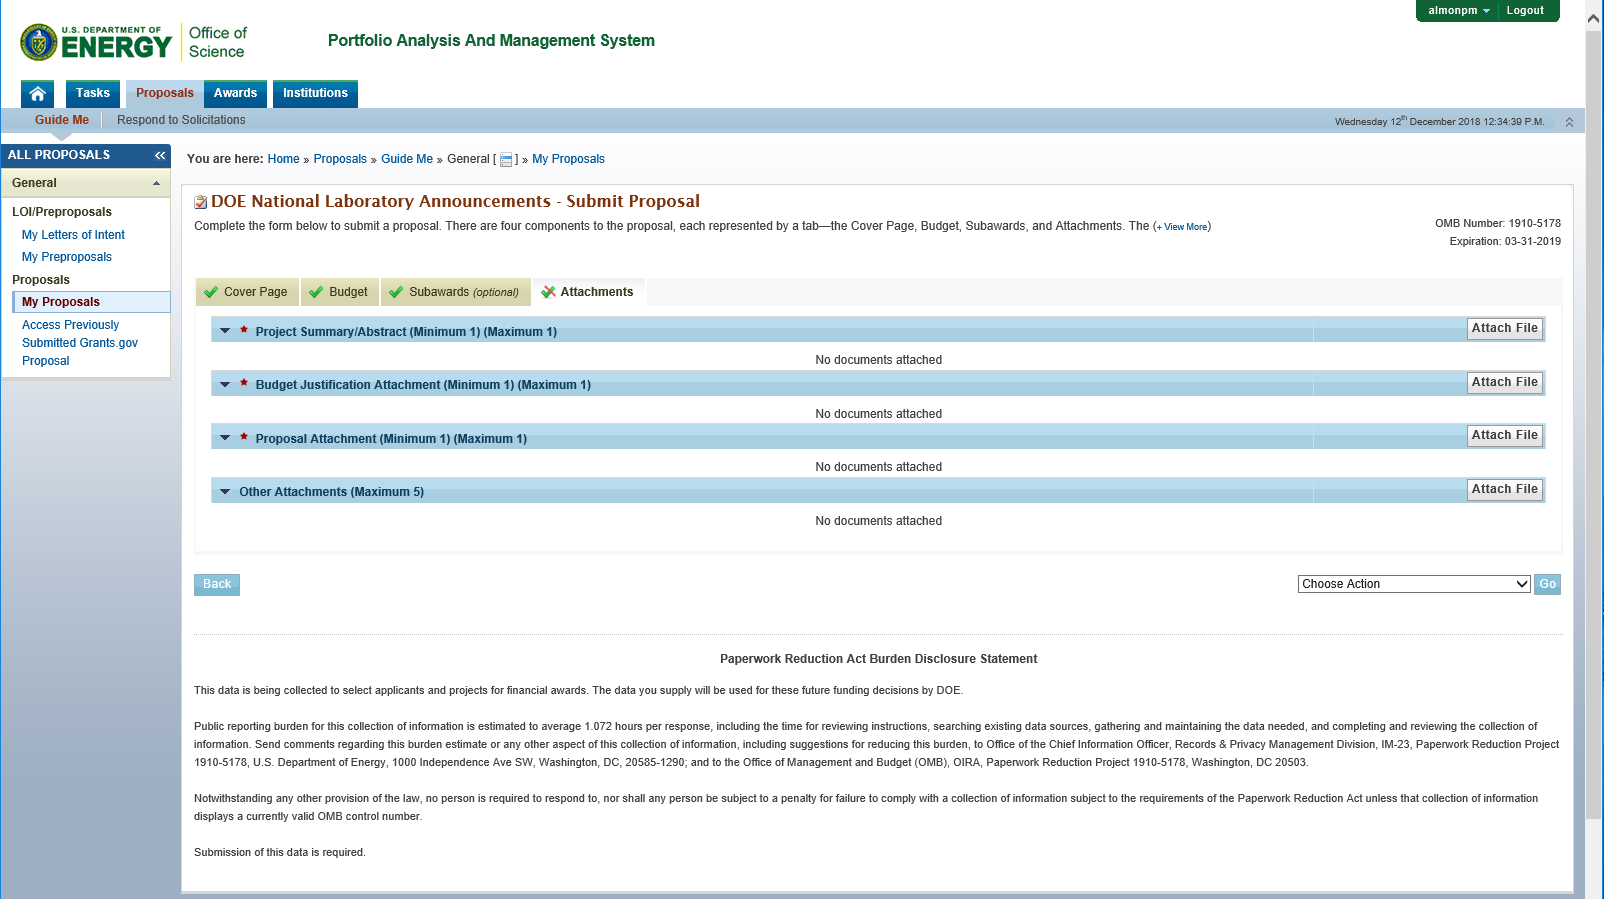 almonpm
Logout
U.S. DEPARTMENT OF
ENERGY
Office of
Science
Portfolio Analysis And Management System
Tasks
Proposals
Awards
Institutions
Guide Me
Respond to Solicitations
Wednesday 12th December 2018 12:34:39 P.M.
ALL PROPOSALS
You are here: Home » Proposals » Guide Me » General [ ] » My Proposals
General
LOI/Preproposals
My Letters of Intent
My Preproposals
Proposals
My Proposals
Access Previously
Submitted Grants.gov
Proposal
DOE National Laboratory Announcements - Submit Proposal
Complete the form below to submit a proposal. There are four components to the proposal, each represented by a tab—the Cover Page, Budget, Subawards, and Attachments. The (+ View More)
OMB Number: 1910-5178
Expiration: 03-31-2019
Cover Page
Budget
Subawards (optional)
Attachments
* Project Summary/Abstract (Minimum 1) (Maximum 1)
Attach File
No documents attached
* Budget Justification Attachment (Minimum 1) (Maximum 1)
Attach File
No documents attached
* Proposal Attachment (Minimum 1) (Maximum 1)
Attach File
No documents attached
Other Attachments (Maximum 5)
Attach File
No documents attached
Back
Choose Action
Go
Paperwork Reduction Act Burden Disclosure Statement
This data is being collected to select applicants and projects for financial awards. The data you supply will be used for these future funding decisions by DOE.
Public reporting burden for this collection of information is estimated to average 1.072 hours per response, including the time for reviewing instructions, searching existing data sources, gathering and maintaining the data needed, and completing and reviewing the collection of
information. Send comments regarding this burden estimate or any other aspect of this collection of information, including suggestions for reducing this burden, to Office of the Chief Information Officer, Records & Privacy Management Division, IM-23, Paperwork Reduction Project
1910-5178, U.S. Department of Energy, 1000 Independence Ave SW, Washington, DC, 20585-1290; and to the Office of Management and Budget (OMB), OIRA, Paperwork Reduction Project 1910-5178, Washington, DC 20503.
Notwithstanding any other provision of the law, no person is required to respond to, nor shall any person be subject to a penalty for failure to comply with a collection of information subject to the requirements of the Paperwork Reduction Act unless that collection of information
displays a currently valid OMB control number.
Submission of this data is required.